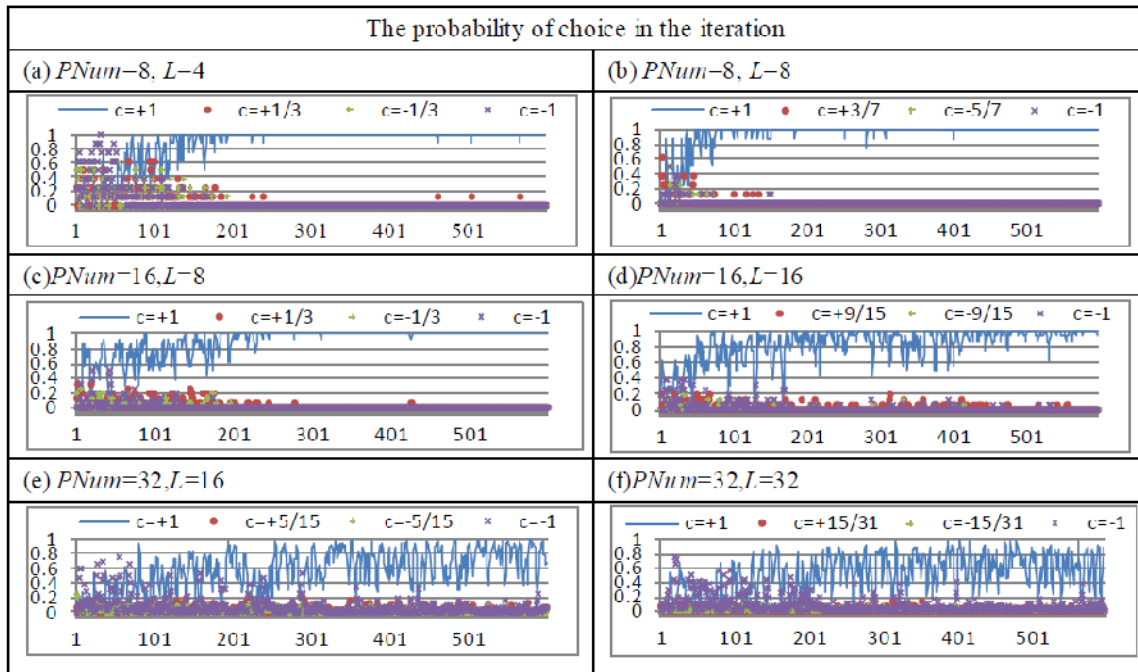 The probability of choice in the iteration
(a) PNum=8, L=4
(b) PNum=8, L=8
c=+1 c=+1/3 c=-1/3 c=-1
1
0.8
0.6
0.4
0.2
0
1 101 201 301 401 501
c=+1 c=+3/7 c=-5/7 c=-1
1
0.8
0.6
0.4
0.2
0
1 101 201 301 401 501
(c)PNum=16,L=8
(d)PNum=16,L=16
c=+1 c=+1/3 c=-1/3 c=-1
1
0.8
0.6
0.4
0.2
0
1 101 201 301 401 501
c=+1 c=+9/15 c=-9/15 c=-1
1
0.8
0.6
0.4
0.2
0
1 101 201 301 401 501
(e) PNum=32,L=16
(f)PNum=32,L=32
c=+1 c=+5/15 c=-5/15 c=-1
1
0.8
0.6
0.4
0.2
0
1 101 201 301 401 501
c=+1 c=+15/31 c=-15/31 c=-1
1
0.8
0.6
0.4
0.2
0
1 101 201 301 401 501